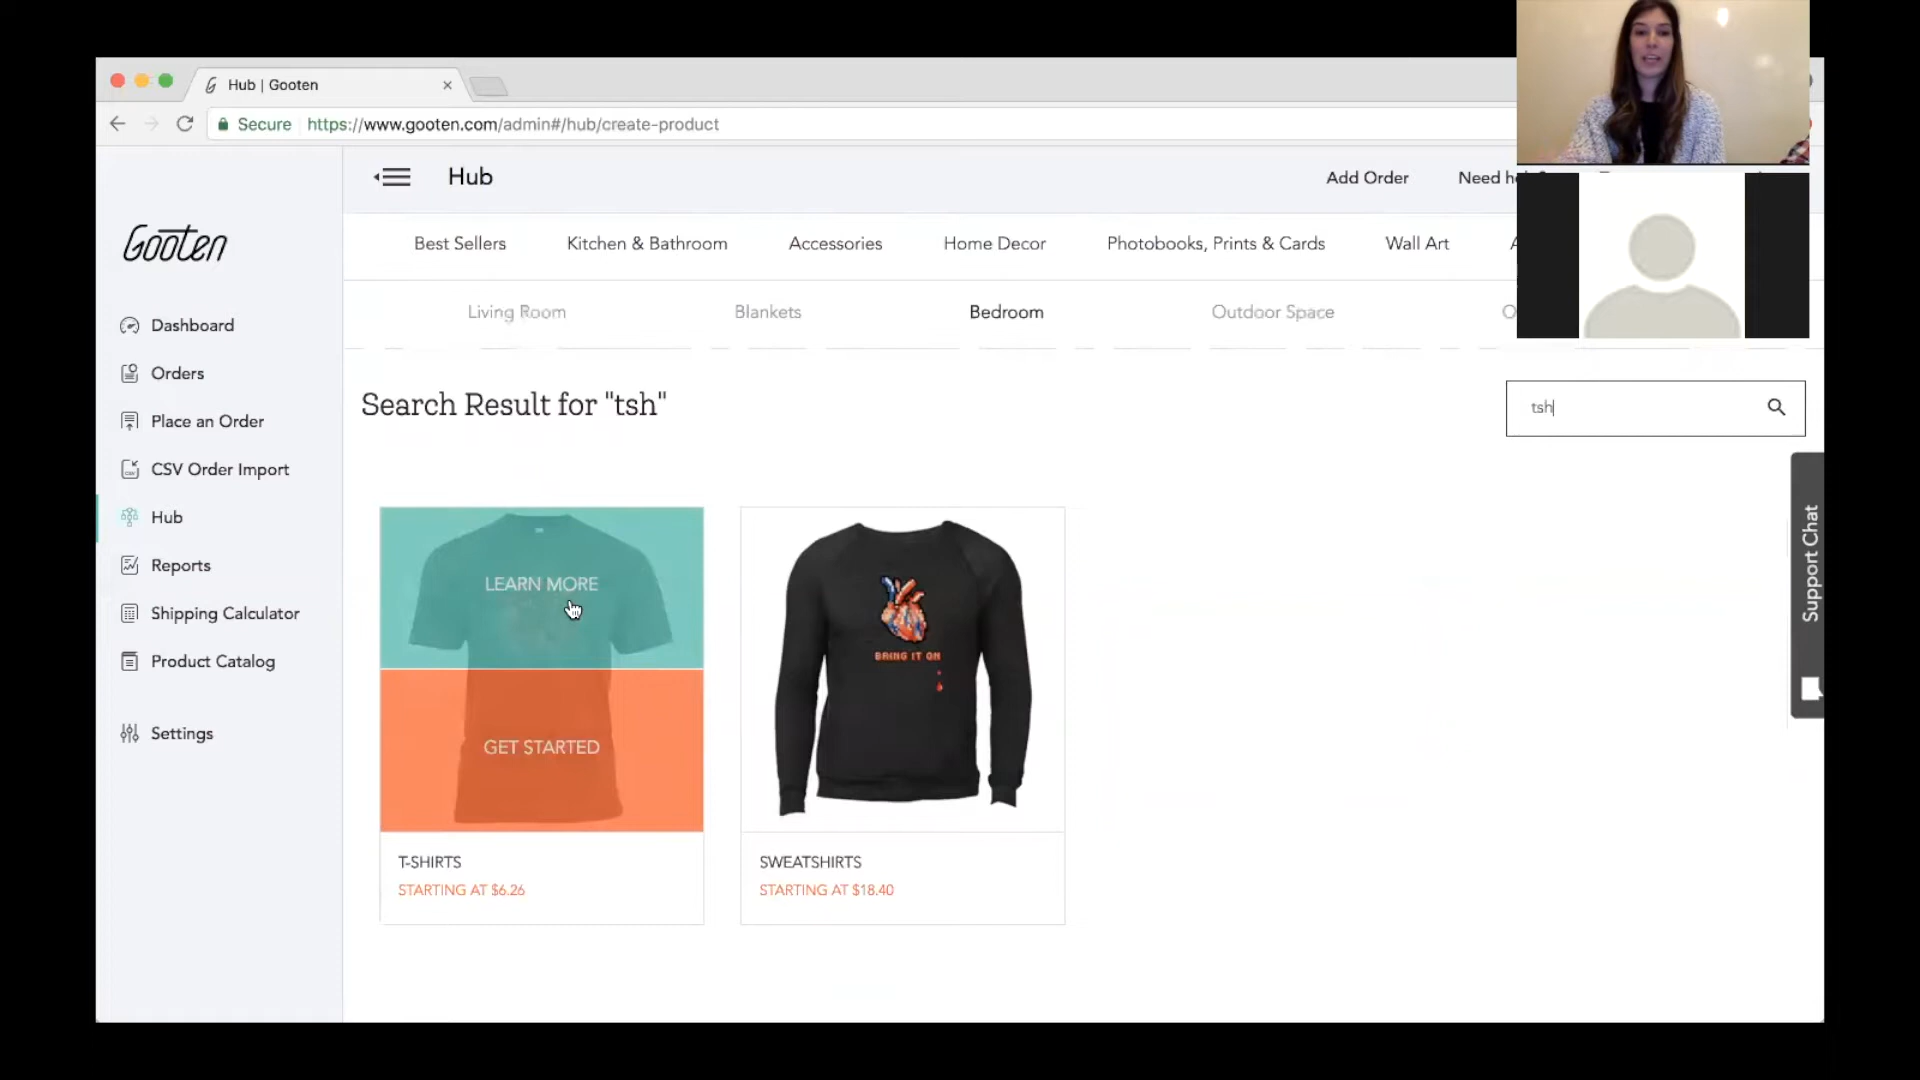 Hub | Gooten
Secure https://www.gooten.com/admin#/hub/create-product
Hub
Add Order
Need
Gooten
Best Sellers
Kitchen & Bathroom
Accessories
Home Decor
Photobooks, Prints & Cards
Wall Art
Living Room
Blankets
Bedroom
Outdoor Space
Dashboard
Orders
Place an Order
CSV Order Import
Hub
Reports
Shipping Calculator
Product Catalog
Settings
Search Result for "tsh"
tsh
LEARN MORE
GET STARTED
BRING IT ON
T-SHIRTS
STARTING AT $6.26
SWEATSHIRTS
STARTING AT $18.40
Support Chat